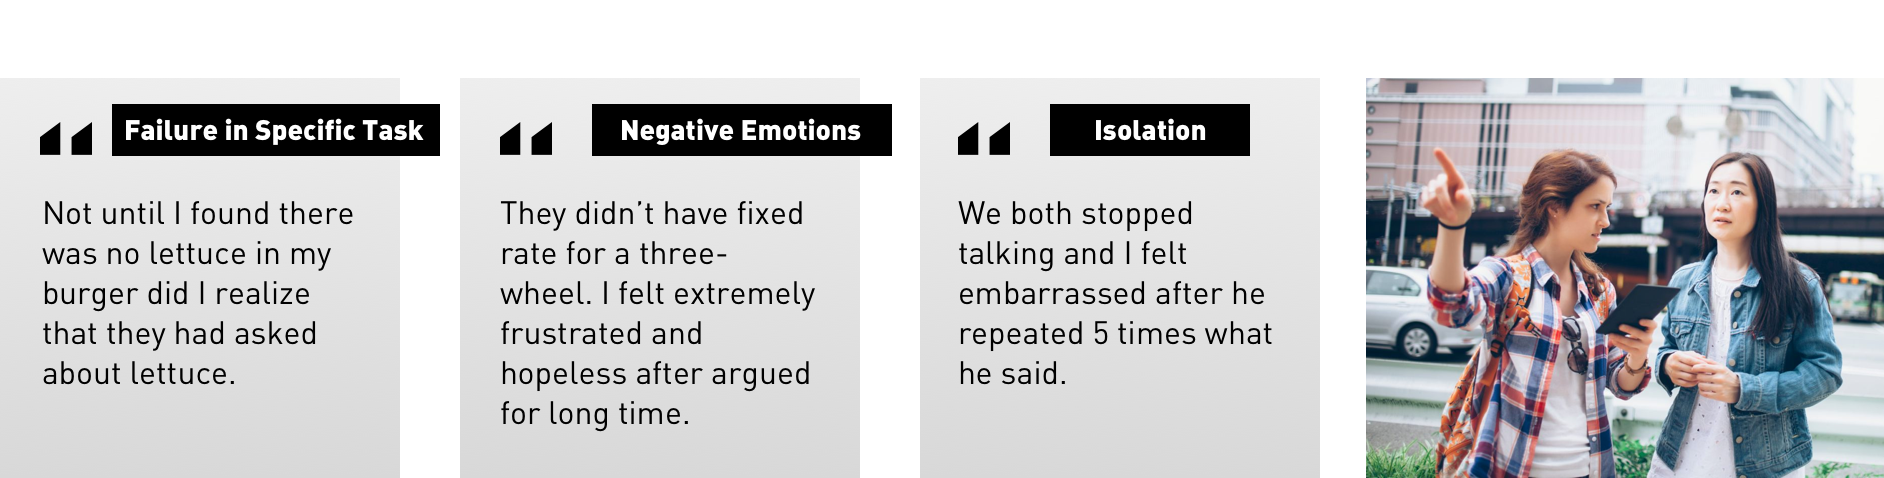 Failure in Specific Task
Not until I found there
was no lettuce in my
burger did I realize
that they had asked
about lettuce.
Negative Emotions
They didn’t have fixed
rate for a three-
wheel. I felt extremely
frustrated and
hopeless after argued
for long time.
Isolation
We both stopped
talking and I felt
embarrassed after he
repeated 5 times what
he said.